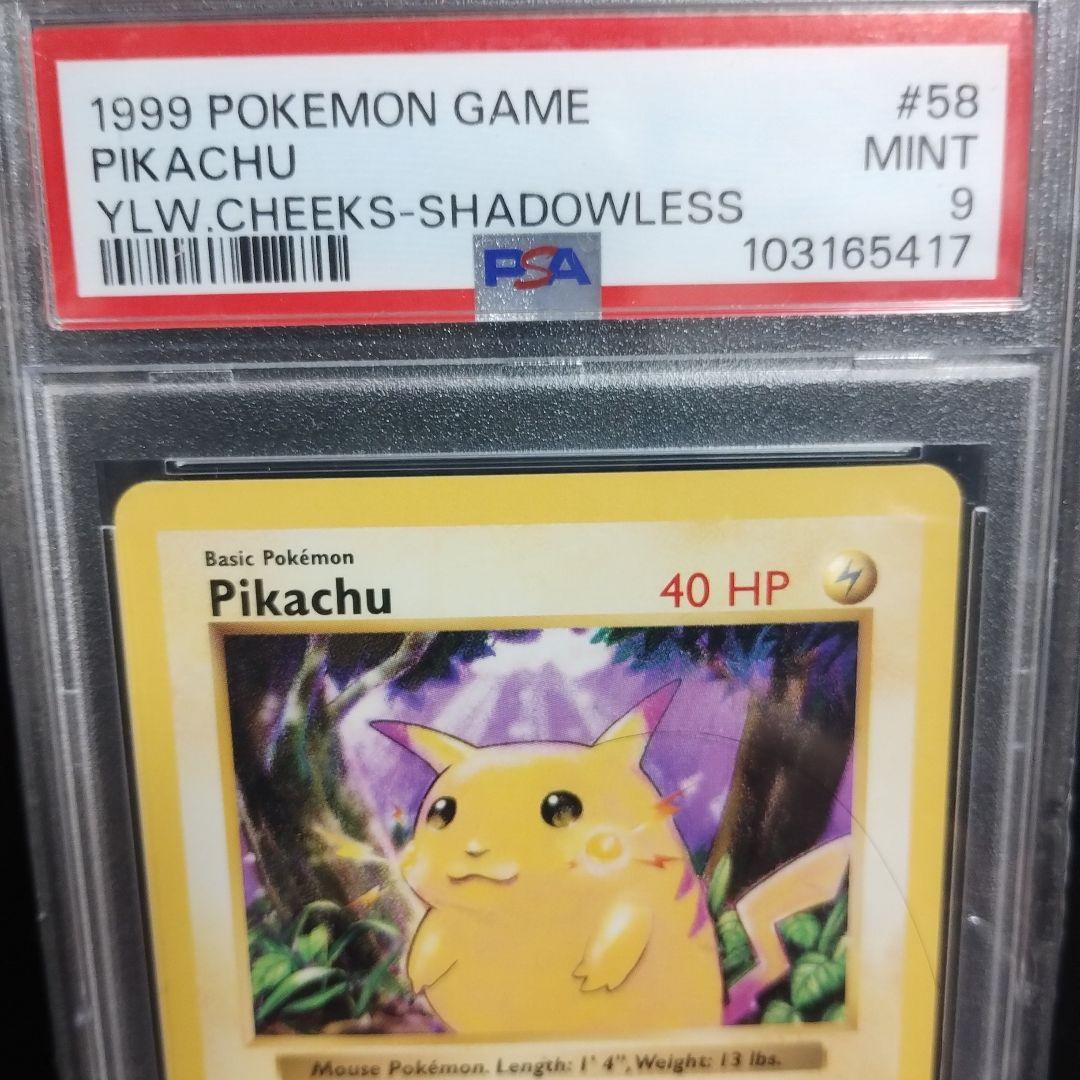 1999 POKEMON GAME #58
PIKACHU MINT
YLW.CHEEKS-SHADOWLESS 9
PSA 103165417
Basic Pokémon
Pikachu 40 HP
Mouse Pokémon. Length: 1' 4", Weight: 13 lbs.